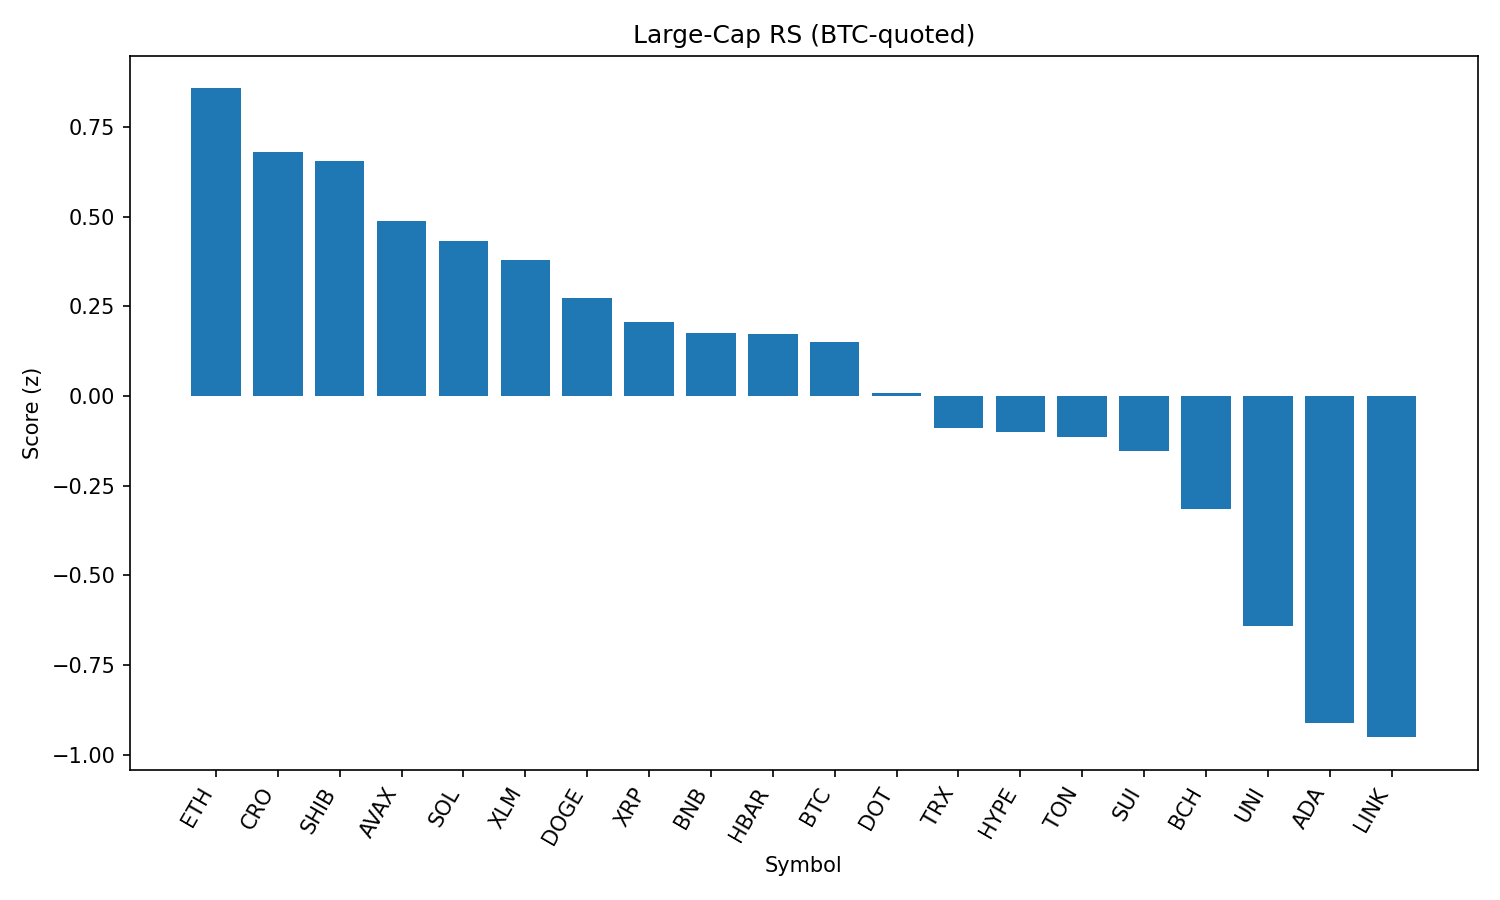 Large-Cap RS (BTC-quoted)
Score (z)
0.75
0.50
0.25
0.00
−0.25
−0.50
−0.75
−1.00
ETH
CRO
SHIB
AVAX
SOL
XLM
DOGE
XRP
BNB
HBAR
BTC
DOT
TRX
HYPE
TON
SUI
BCH
UNI
ADA
LINK
Symbol